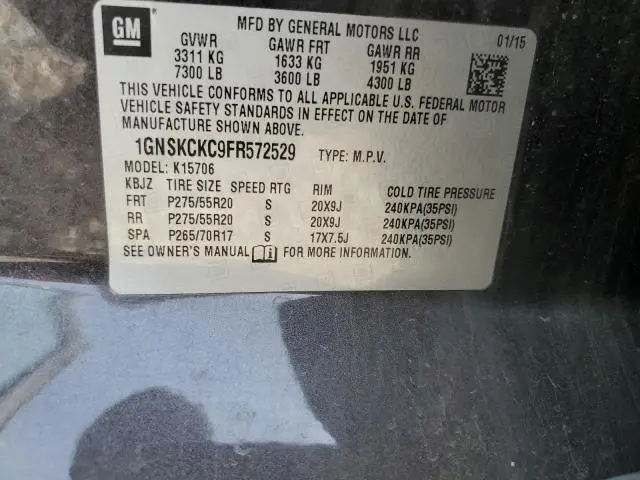 GM
MFD BY GENERAL MOTORS LLC
GVWR GAWR FRT GAWR RR 01/15
3311 KG 1633 KG 1951 KG
7300 LB 3600 LB 4300 LB
THIS VEHICLE CONFORMS TO ALL APPLICABLE U.S. FEDERAL MOTOR
VEHICLE SAFETY STANDARDS IN EFFECT ON THE DATE OF
MANUFACTURE SHOWN ABOVE.
1GNSKCKC9FR572529 TYPE: M.P.V.
MODEL: K15706
KBJZ TIRE SIZE SPEED RTG RIM COLD TIRE PRESSURE
FRT P275/55R20 S 20X9J 240KPA(35PSI)
RR P275/55R20 S 20X9J 240KPA(35PSI)
SPA P265/70R17 S 17X7.5J 240KPA(35PSI)
SEE OWNER'S MANUAL FOR MORE INFORMATION.